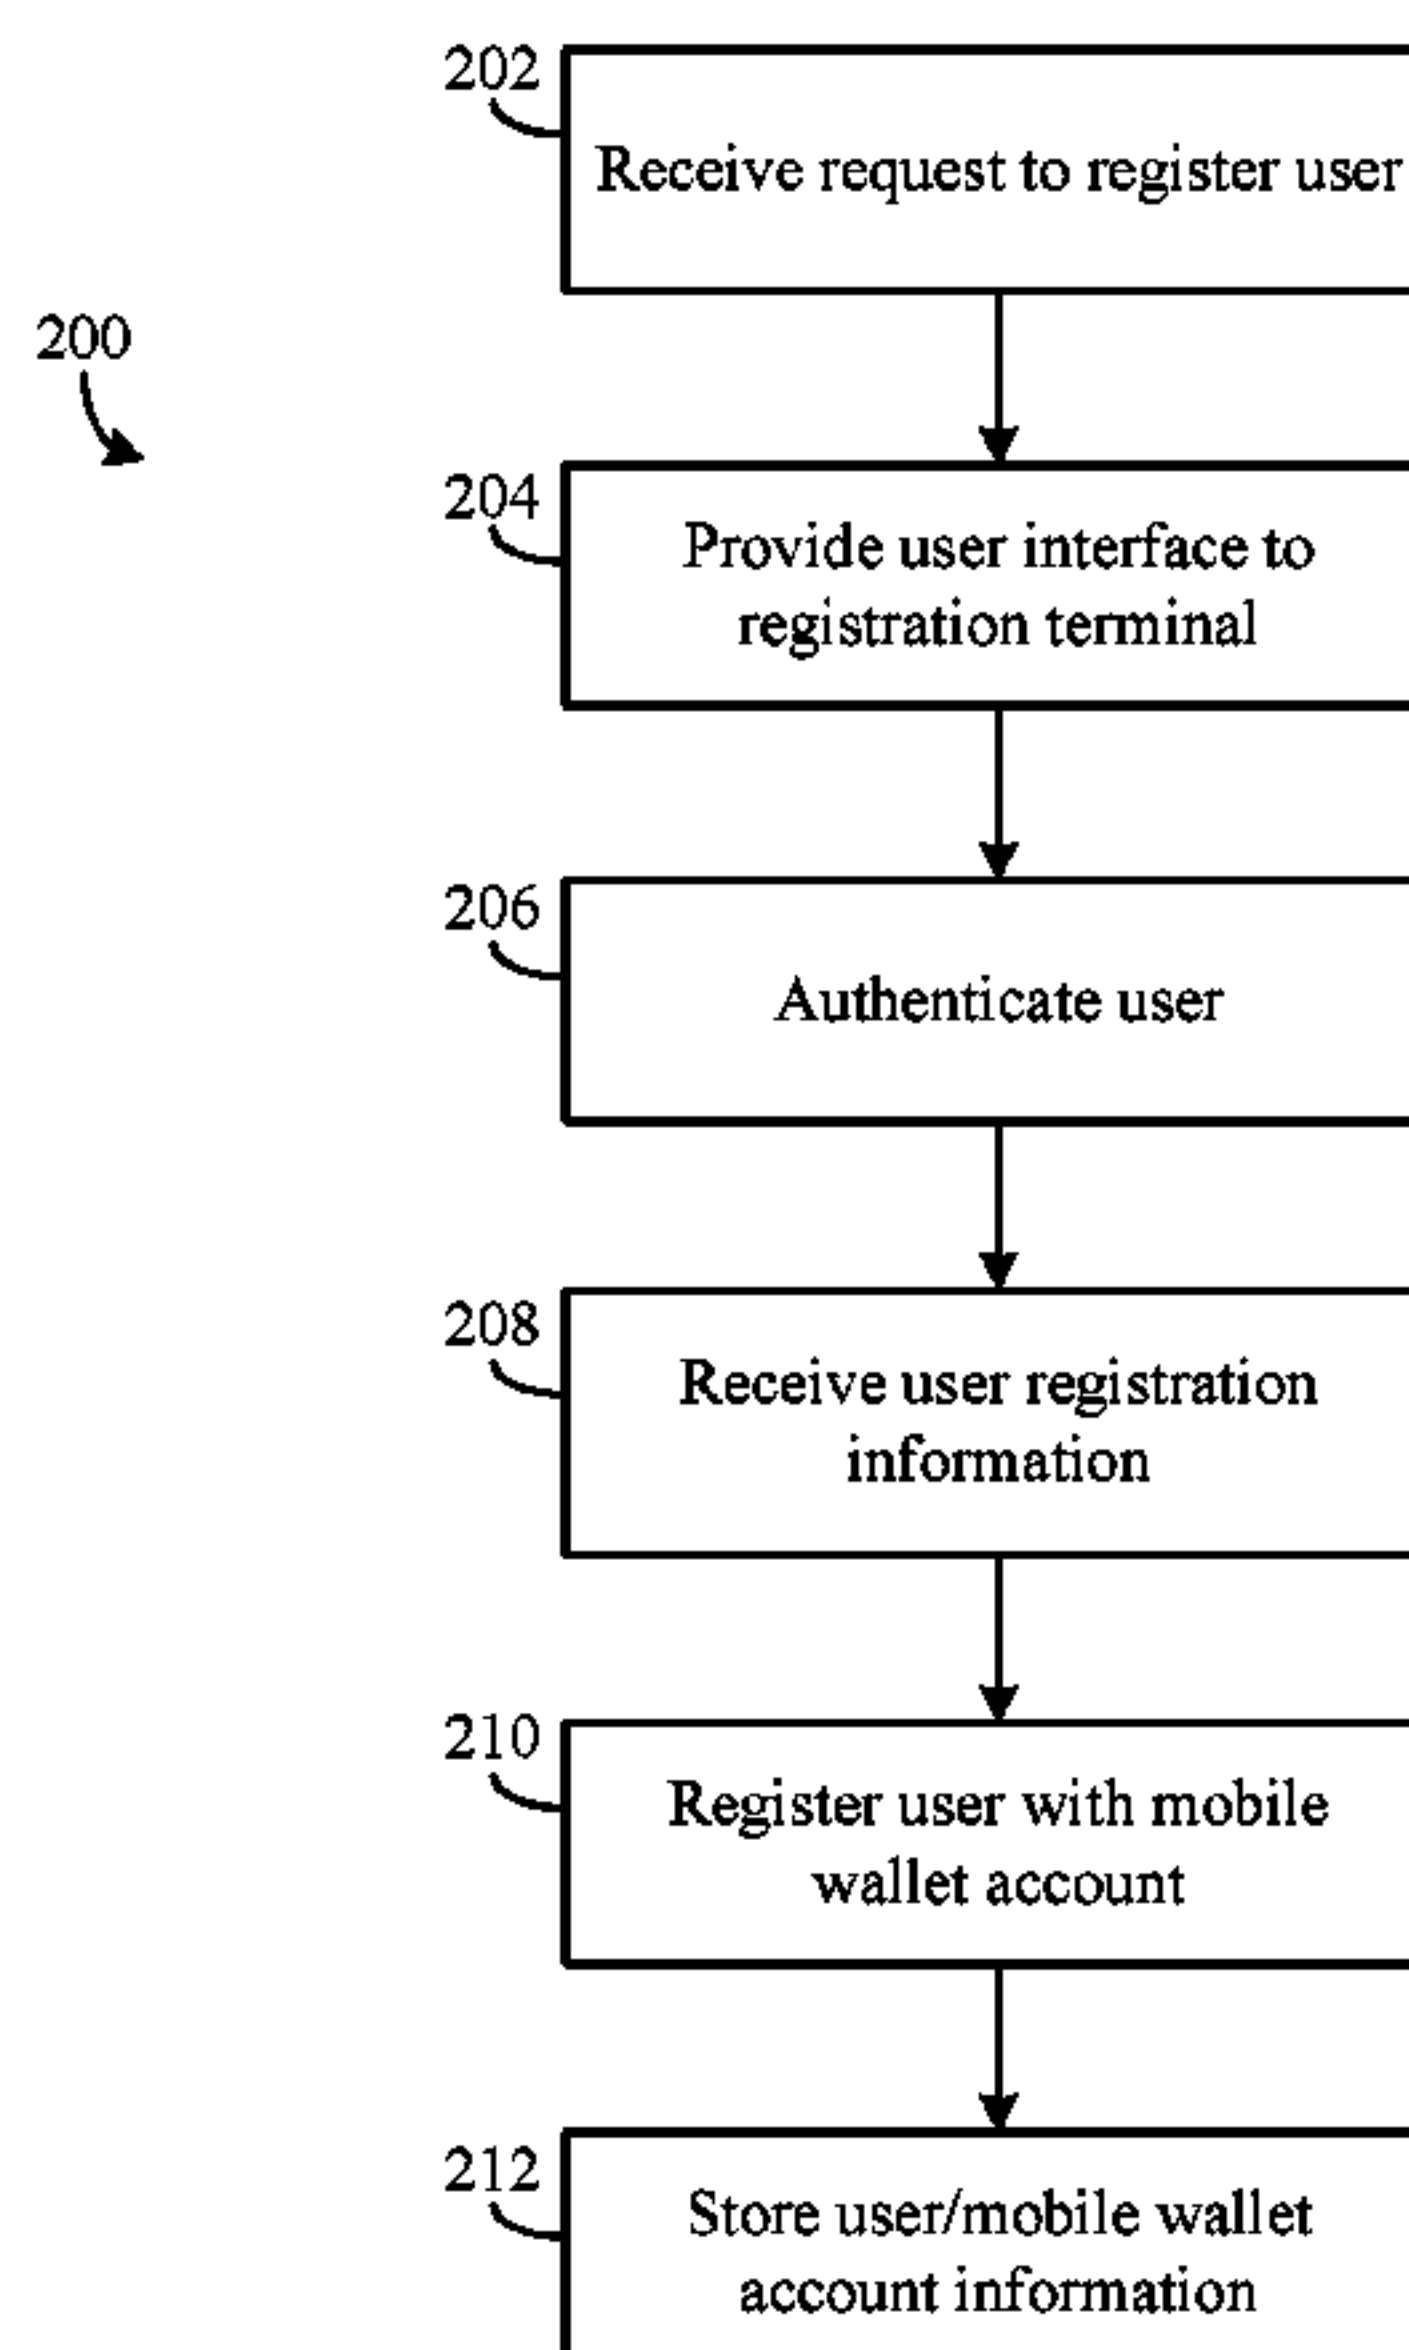 202
Receive request to register user
200
204
Provide user interface to
registration terminal
206
Authenticate user
208
Receive user registration
information
210
Register user with mobile
wallet account
212
Store user/mobile wallet
account information